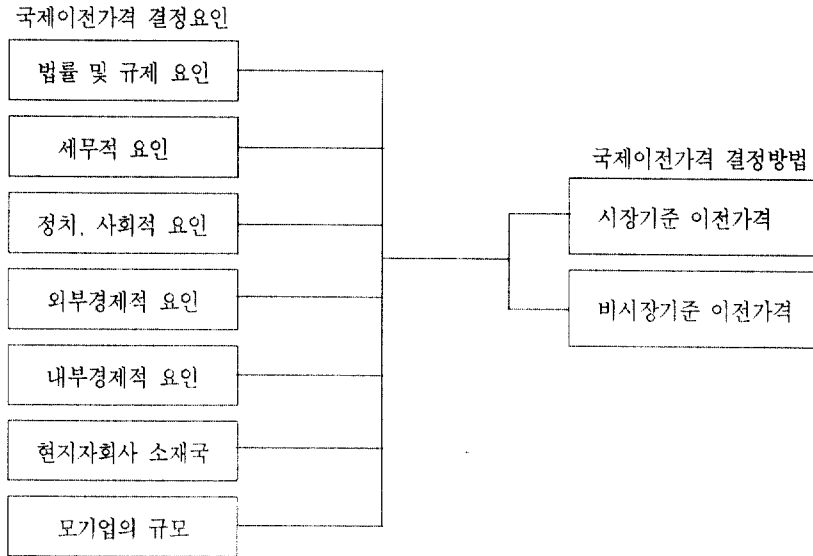 국제이전가격 결정요인
법률 및 규제 요인
세무적 요인
정치, 사회적 요인
외부경제적 요인
내부경제적 요인
현지자회사 소재국
모기업의 규모
국제이전가격 결정방법
시장기준 이전가격
비시장기준 이전가격